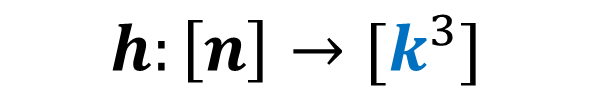 h: [n] → [k³]